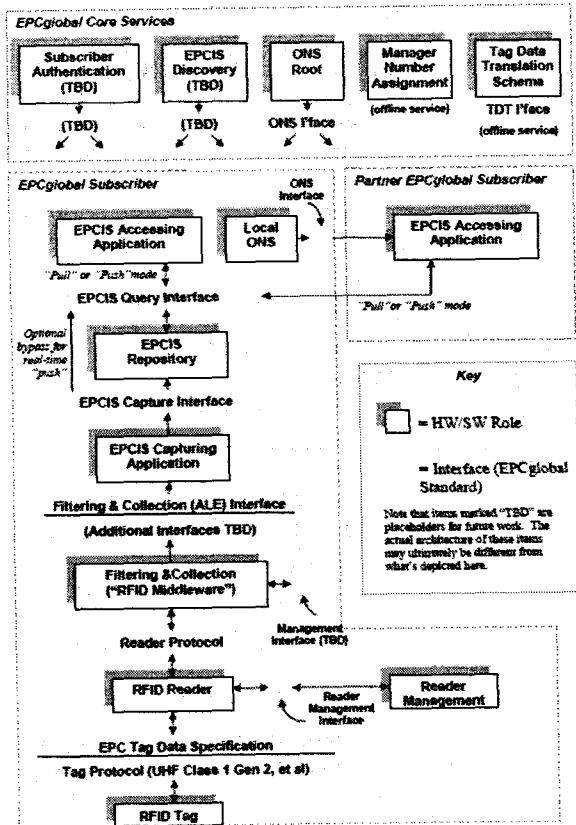 EPCglobal Core Services
Subscriber
Authentication
(TBD)
EPCIS
Discovery
(TBD)
ONS
Root
Manager
Number
Assignment
Tag Data
Translation
Schema
(TBD)
(TBD)
ONS I'face
(offline service)
TDT I'face
(offline service)
EPCglobal Subscriber
ONS
Interface
Partner EPCglobal Subscriber
EPCIS Accessing
Application
Local
ONS
EPCIS Accessing
Application
"Pull" or "Push" mode
EPCIS Query Interface
"Pull" or "Push" mode
Optional
bypass for
real-time
"push"
EPCIS
Repository
EPCIS Capture Interface
EPCIS Capturing
Application
Filtering & Collection (ALE) Interface
(Additional Interfaces TBD)
Filtering &Collection
("RFID Middleware")
Management
Interface (TBD)
Reader Protocol
RFID Reader
Reader
Management
Interface
Reader
Management
EPC Tag Data Specification
Tag Protocol (UHF Class 1 Gen 2, et al)
RFID Tag
Key
= HW/SW Role
= Interface (EPCglobal
Standard)
Note that items marked "TBD" are
placeholders for future work. The
actual architecture of these items
may ultimately be different from
what's depicted here.